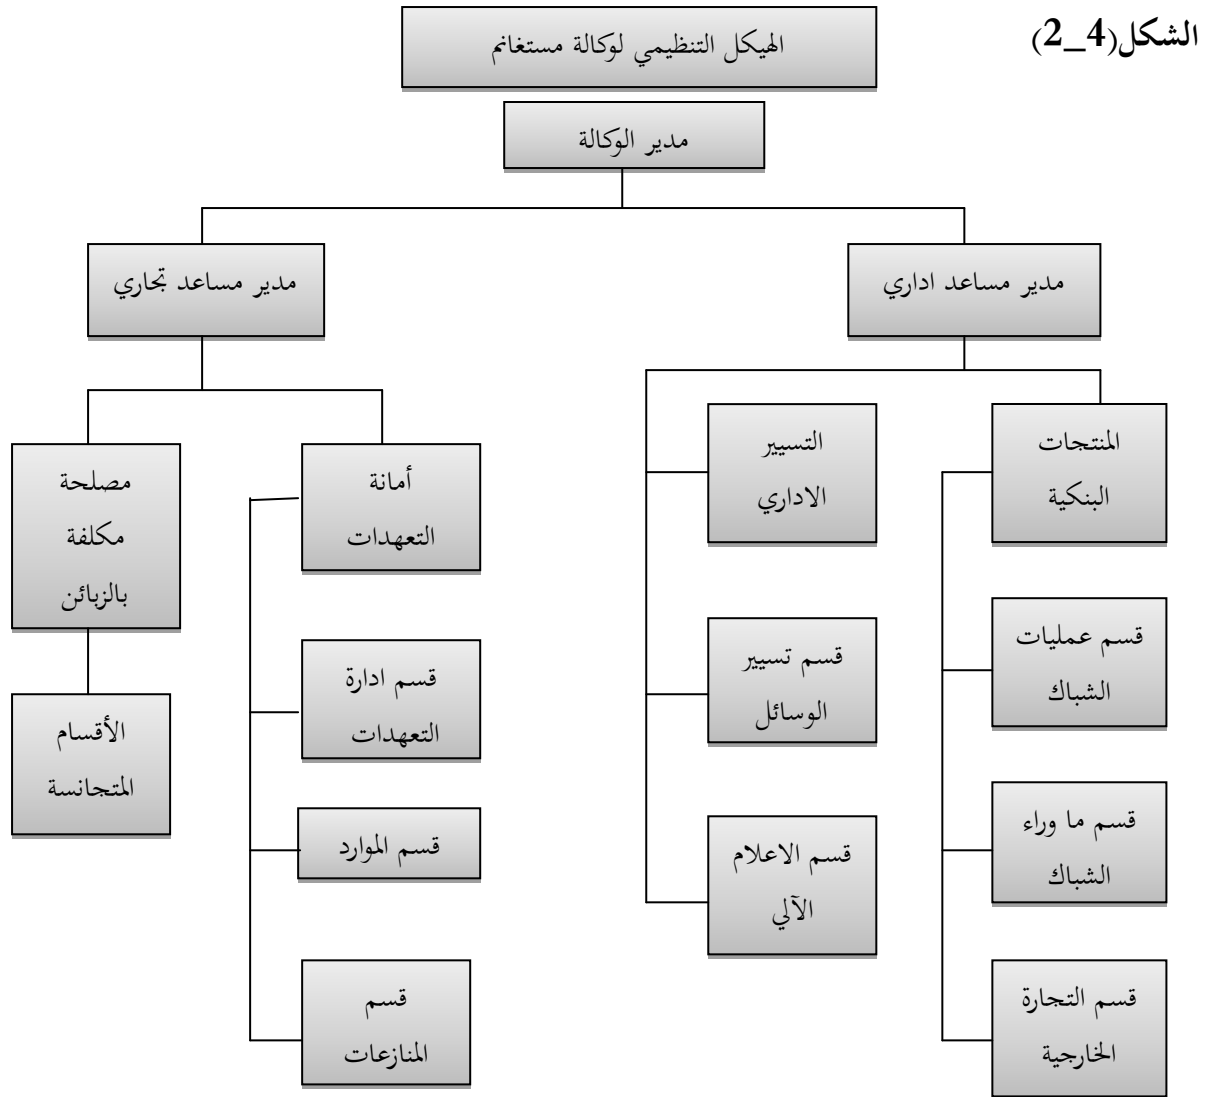 الشكل(4_2)
الهيكل التنظيمي لوكالة مستغانم
مدير الوكالة
مدير مساعد اداري
مدير مساعد تجاري
المنتجات
البنكية
قسم عمليات
الشباك
قسم ما وراء
الشباك
قسم التجارة
الخارجية
التسيير
الاداري
قسم تسيير
الوسائل
قسم الاعلام
الآلي
أمانة
التعهدات
قسم ادارة
التعهدات
قسم الموارد
قسم
المنازعات
مصلحة
مكلفة
بالزبائن
الأقسام
المتجانسة